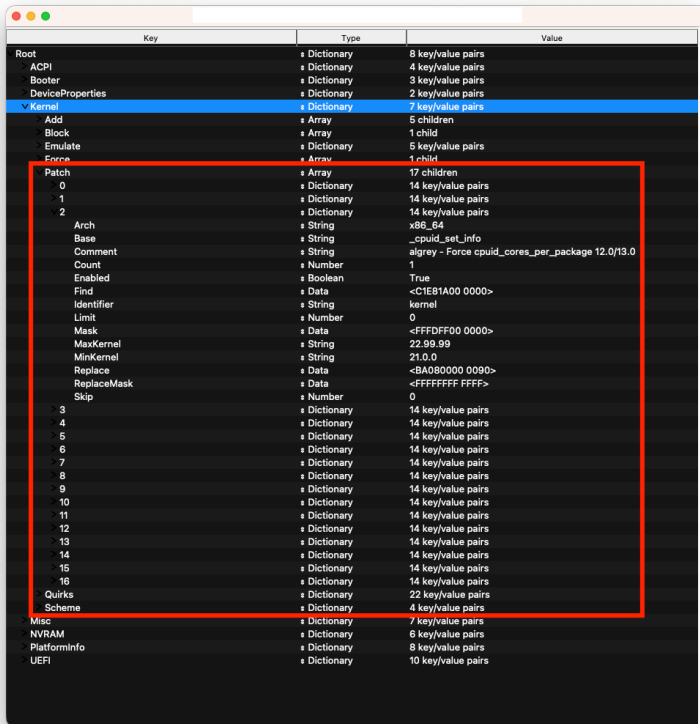 Key Type Value
Root Dictionary 8 key/value pairs
ACPI Dictionary 4 key/value pairs
Booter Dictionary 3 key/value pairs
DeviceProperties Dictionary 2 key/value pairs
Kernel Dictionary 7 key/value pairs
Add Array 5 children
Block Array 1 child
Emulate Dictionary 5 key/value pairs
Force Array 1 child
Patch Array 17 children
0 Dictionary 14 key/value pairs
1 Dictionary 14 key/value pairs
2 Dictionary 14 key/value pairs
Arch String x86_64
Base String _cpuid_set_info
Comment String algrey - Force cpuid_cores_per_package 12.0/13.0
Count Number 1
Enabled Boolean True
Find Data <C1E81A00 0000>
Identifier String kernel
Limit Number 0
Mask Data <FFFDFF00 0000>
MaxKernel String 22.99.99
MinKernel String 21.0.0
Replace Data <BA080000 0090>
ReplaceMask Data <FFFFFFFF FFFF>
Skip Number 0
3 Dictionary 14 key/value pairs
4 Dictionary 14 key/value pairs
5 Dictionary 14 key/value pairs
6 Dictionary 14 key/value pairs
7 Dictionary 14 key/value pairs
8 Dictionary 14 key/value pairs
9 Dictionary 14 key/value pairs
10 Dictionary 14 key/value pairs
11 Dictionary 14 key/value pairs
12 Dictionary 14 key/value pairs
13 Dictionary 14 key/value pairs
14 Dictionary 14 key/value pairs
15 Dictionary 14 key/value pairs
16 Dictionary 14 key/value pairs
Quirks Dictionary 22 key/value pairs
Scheme Dictionary 4 key/value pairs
Misc Dictionary 7 key/value pairs
NVRAM Dictionary 6 key/value pairs
PlatformInfo Dictionary 8 key/value pairs
UEFI Dictionary 10 key/value pairs